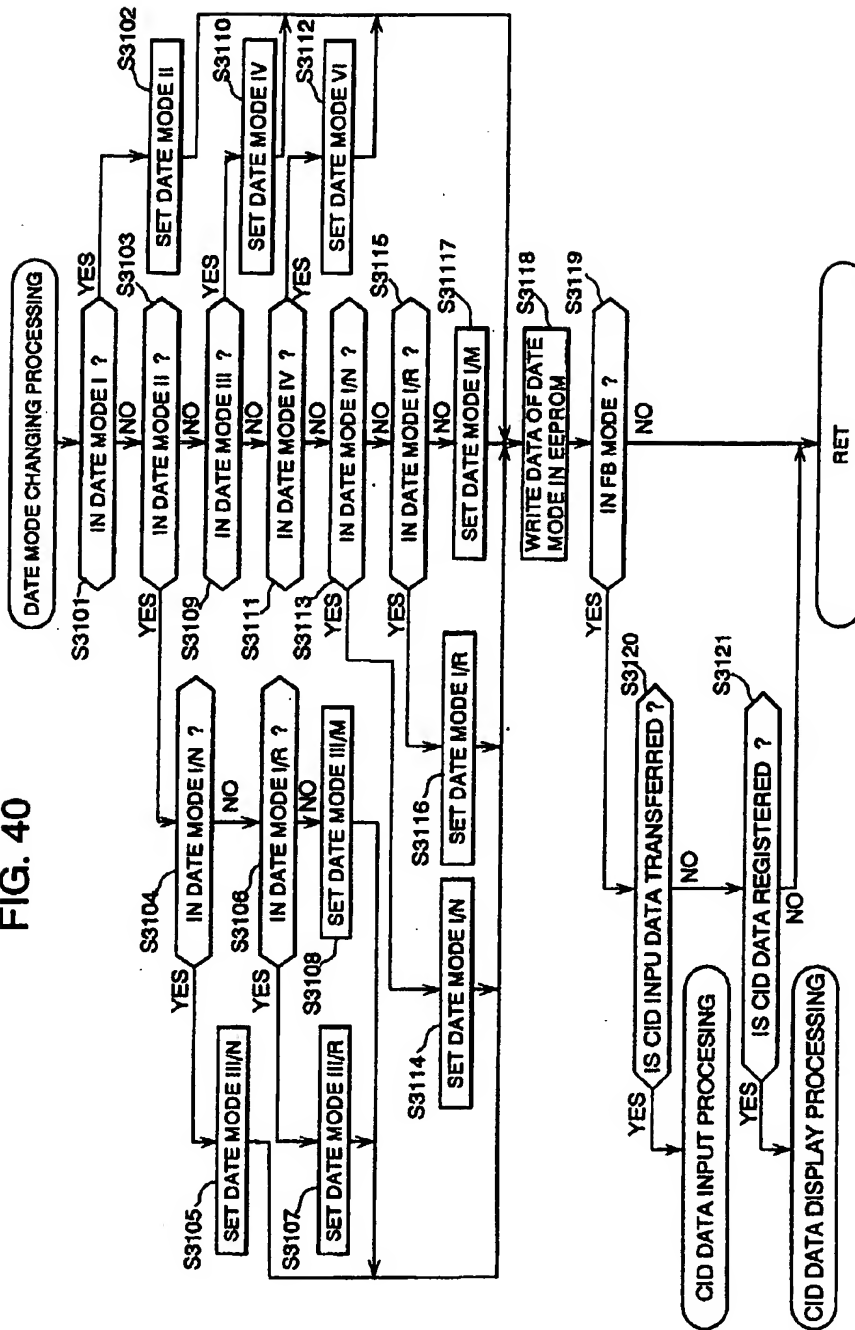 FIG. 40
DATE MODE CHANGING PROCESSING
S3101
IN DATE MODE I ?
YES
NO
S3102
SET DATE MODE II
S3103
IN DATE MODE II ?
YES
NO
S3104
IN DATE MODE I/N ?
YES
NO
S3105
SET DATE MODE III/N
S3106
IN DATE MODE I/R ?
YES
NO
S3107
SET DATE MODE III/R
S3108
SET DATE MODE III/M
S3109
IN DATE MODE III ?
YES
NO
S3110
SET DATE MODE IV
S3111
IN DATE MODE IV ?
YES
NO
S3112
SET DATE MODE VI
S3113
IN DATE MODE I/N ?
YES
NO
S3114
SET DATE MODE I/N
S3115
IN DATE MODE I/R ?
YES
NO
S3116
SET DATE MODE I/R
S31117
SET DATE MODE I/M
S3118
WRITE DATA OF DATE
MODE IN EEPROM
S3119
IN FB MODE ?
YES
NO
S3120
IS CID INPU DATA TRANSFERRED ?
YES
NO
CID DATA INPUT PROCESING
S3121
IS CID DATA REGISTERED ?
YES
NO
CID DATA DISPLAY PROCESSING
RET